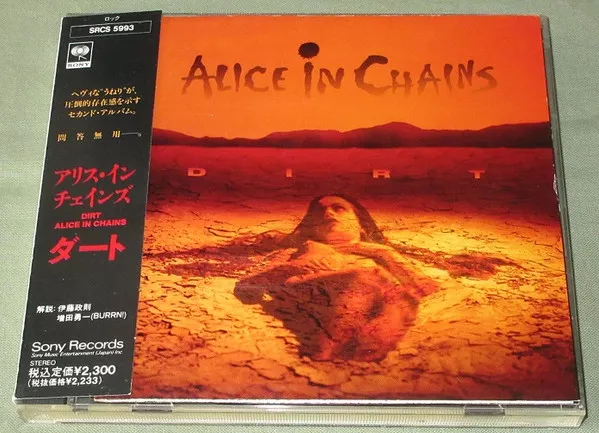 ロック
SRCS 5993
SONY
ヘヴィな"うねり"が、
圧倒的存在感を示す
セカンド・アルバム。
問答無用——。
アリス・イン
チェインズ
DIRT
ALICE IN CHAINS
ダート
解説: 伊藤政則
増田勇一(BURRN!)
Sony Records
Sony Music Entertainment (Japan) Inc.
STEREO
税込定価¥2,300
(税抜価格¥2,233)
ALICE IN CHAINS
DIRT